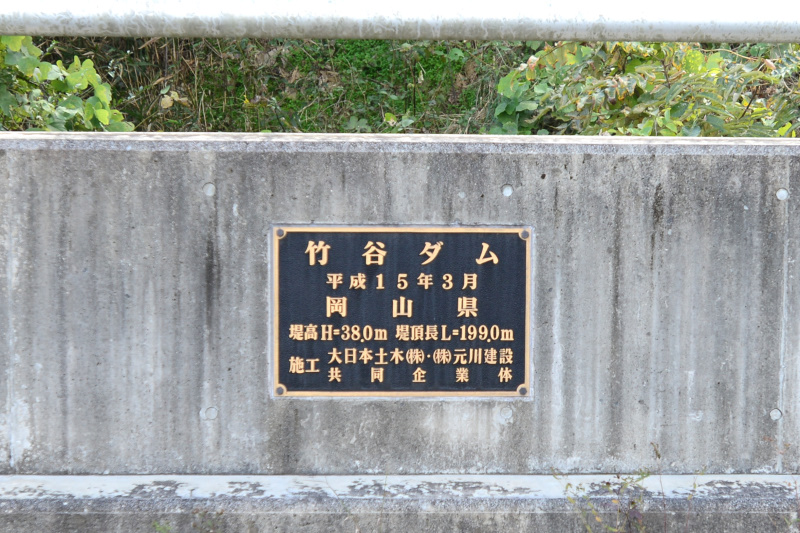 竹谷ダム
平成15年3月
岡山県
堤高H=38.0m 堤頂長L=199.0m
施工 大日本土木㈱・㈱元川建設
共同企業体